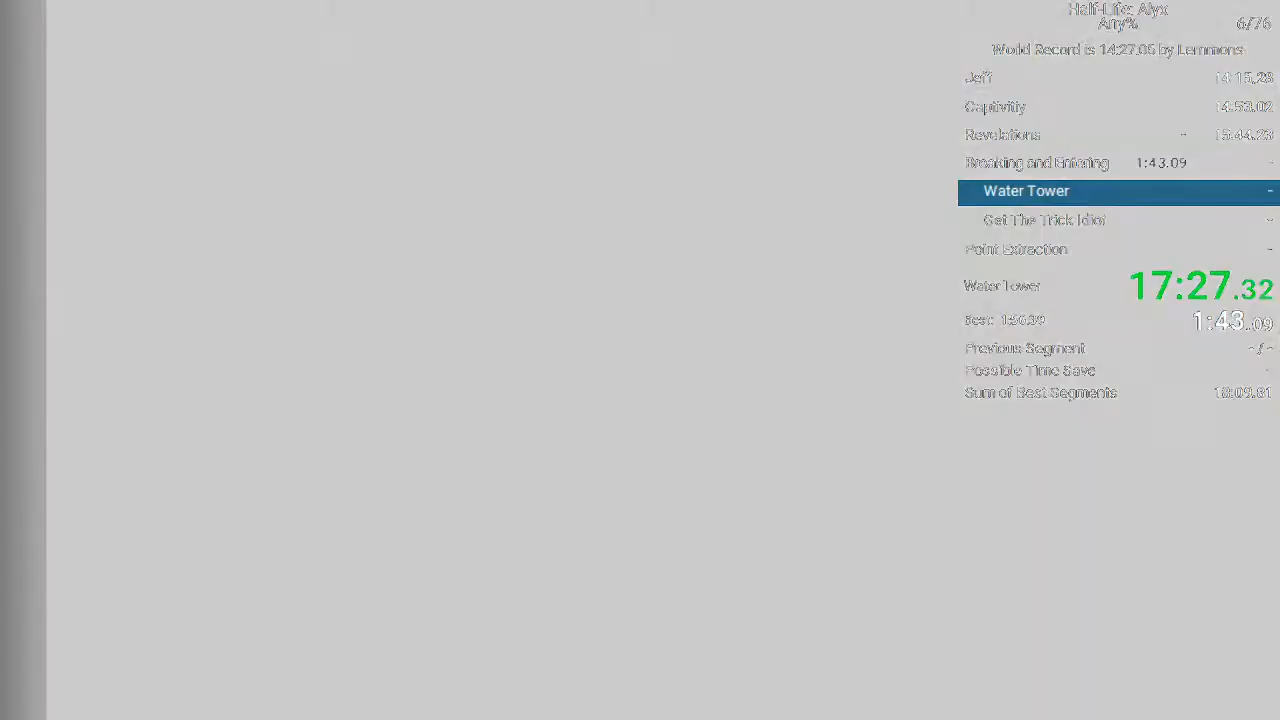 Half-Life: Alyx
Any% 6/76
World Record is 14:27.05 by Lemmons
Jeff 14:15.28
Captivitiy 14:53.02
Revelations - 15:44.23
Breaking and Entering 1:43.09 -
Water Tower -
Get The Trick Idiot -
Point Extraction -
Water Tower 17:27.32
Best: 1:43.09
Previous Segment - / -
Possible Time Save -
Sum of Best Segments 18:09.81